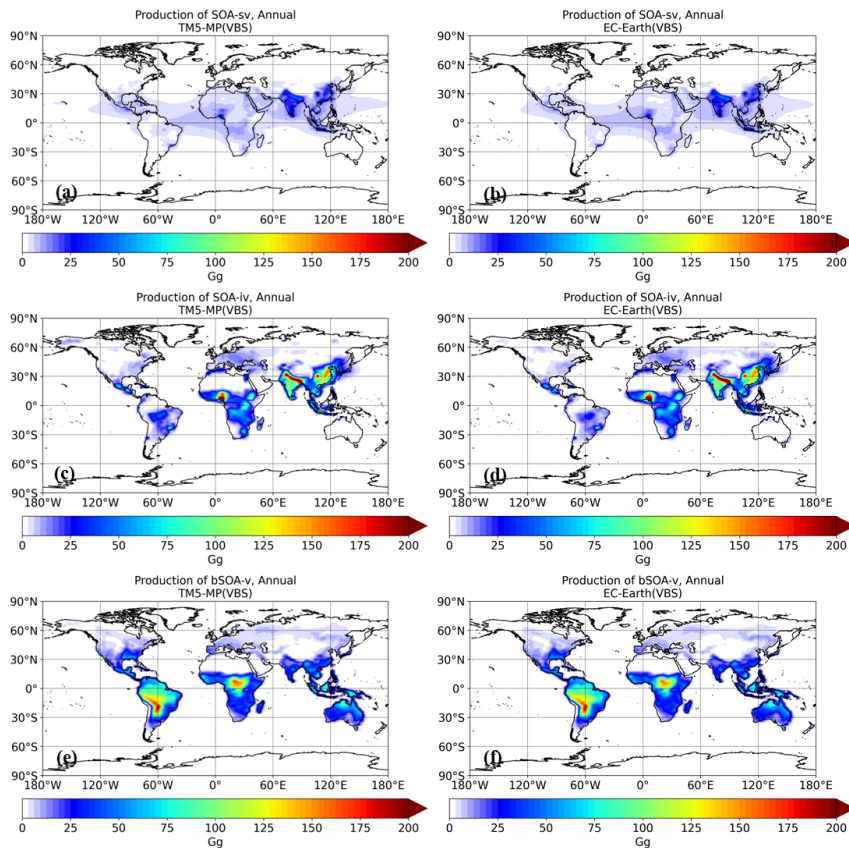 Production of SOA-sv, Annual
TM5-MP(VBS)
90°N
60°N
30°N
0°
30°S
60°S
90°S
(a)
180°W 120°W 60°W 0° 60°E 120°E 180°E
0 25 50 75 100 125 150 175 200
Gg
Production of SOA-sv, Annual
EC-Earth(VBS)
90°N
60°N
30°N
0°
30°S
60°S
90°S
(b)
180°W 120°W 60°W 0° 60°E 120°E 180°E
0 25 50 75 100 125 150 175 200
Gg
Production of SOA-iv, Annual
TM5-MP(VBS)
90°N
60°N
30°N
0°
30°S
60°S
90°S
(c)
180°W 120°W 60°W 0° 60°E 120°E 180°E
0 25 50 75 100 125 150 175 200
Gg
Production of SOA-iv, Annual
EC-Earth(VBS)
90°N
60°N
30°N
0°
30°S
60°S
90°S
(d)
180°W 120°W 60°W 0° 60°E 120°E 180°E
0 25 50 75 100 125 150 175 200
Gg
Production of bSOA-v, Annual
TM5-MP(VBS)
90°N
60°N
30°N
0°
30°S
60°S
90°S
(e)
180°W 120°W 60°W 0° 60°E 120°E 180°E
0 25 50 75 100 125 150 175 200
Gg
Production of bSOA-v, Annual
EC-Earth(VBS)
90°N
60°N
30°N
0°
30°S
60°S
90°S
(f)
180°W 120°W 60°W 0° 60°E 120°E 180°E
0 25 50 75 100 125 150 175 200
Gg